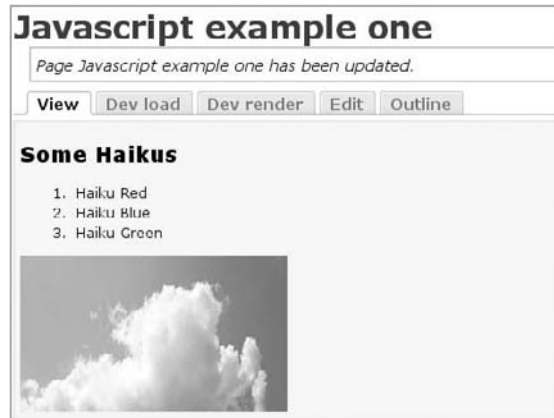 Javascript example one
Page Javascript example one has been updated.
View Dev load Dev render Edit Outline
Some Haikus
1. Haiku Red
2. Haiku Blue
3. Haiku Green